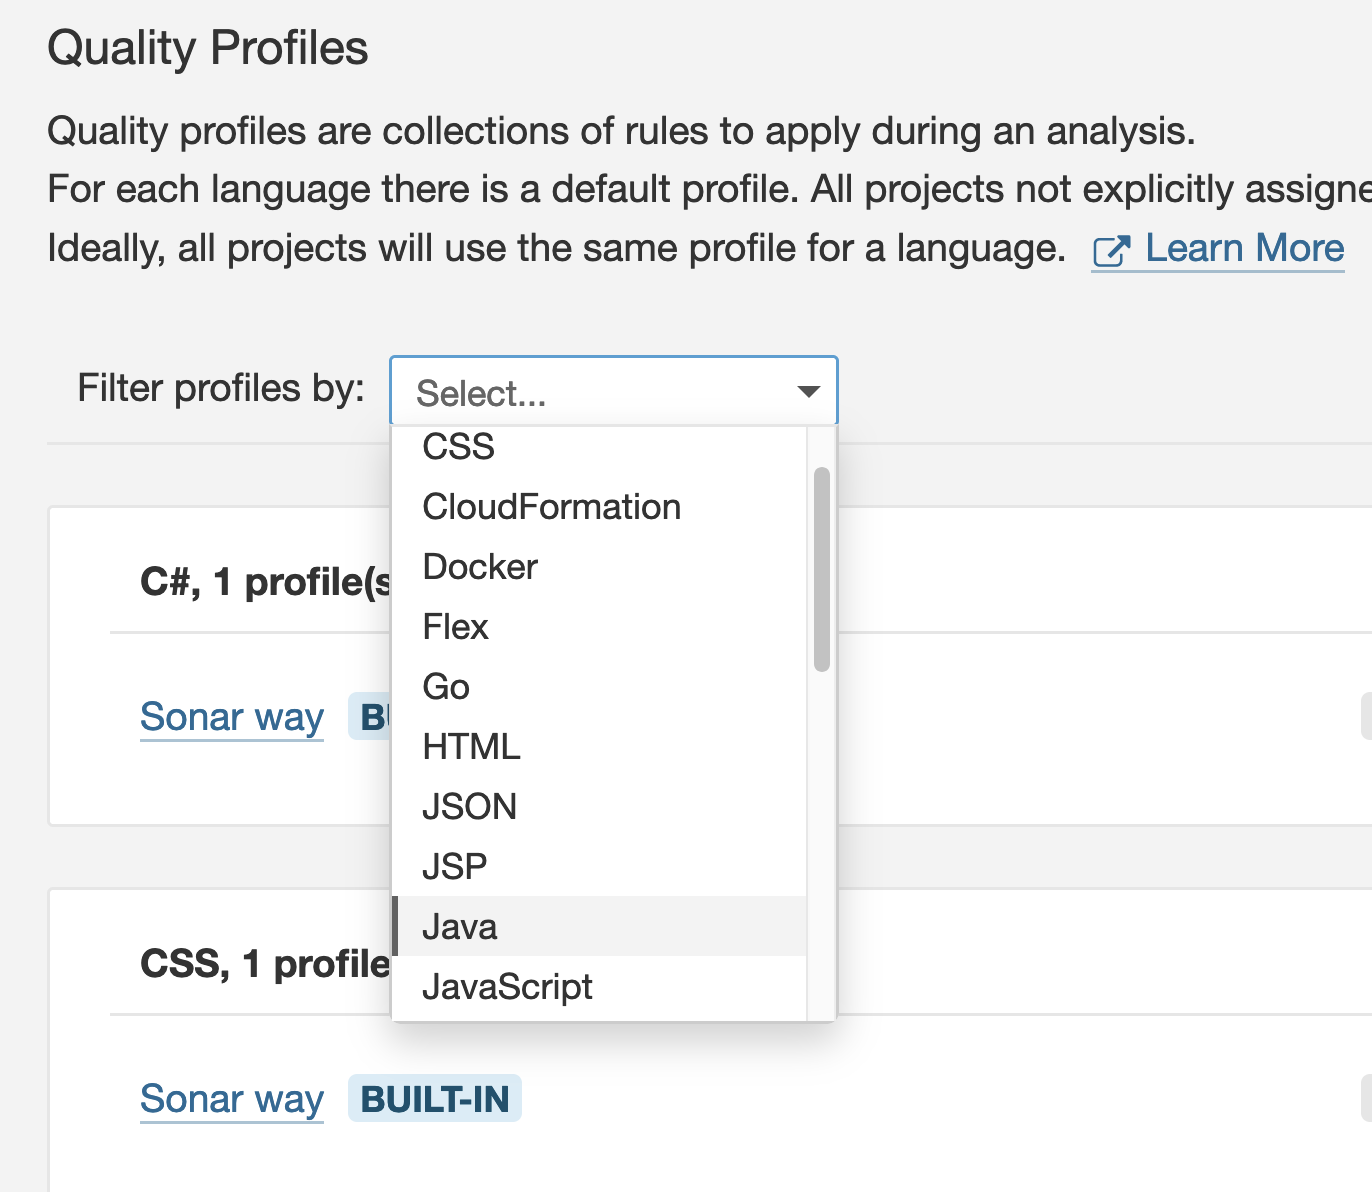 Quality Profiles
Quality profiles are collections of rules to apply during an analysis.
For each language there is a default profile. All projects not explicitly assigne
Ideally, all projects will use the same profile for a language. Learn More
Filter profiles by: Select...
CSS
CloudFormation
Docker
Flex
Go
HTML
JSON
JSP
Java
JavaScript
C#, 1 profile(s
Sonar way BU
CSS, 1 profile
Sonar way BUILT-IN